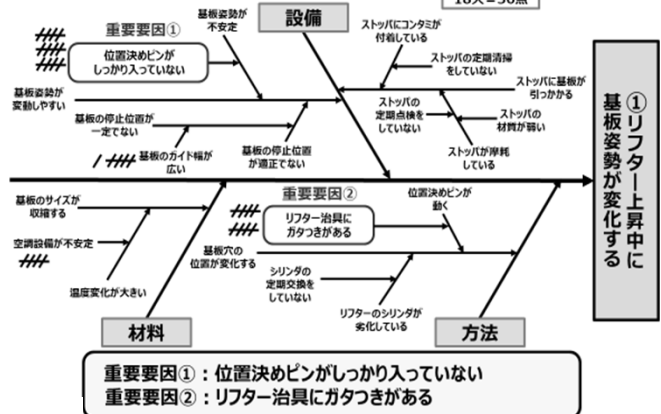 設備
重要要因①
位置決めピンが
しっかり入っていない
基板姿勢が
不安定
基板姿勢が
変動しやすい
基板の停止位置が
一定でない
基板のガイド幅が
広い
基板の停止位置
が適正でない
ストッパにコンタミが
付着している
ストッパの定期清掃
をしていない
ストッパに基板が
引っかかる
ストッパの
定期点検を
していない
ストッパの
材質が弱い
ストッパが摩耗
している
①リフター上昇中に
基板姿勢が変化する
基板のサイズが
収縮する
空調設備が不安定
温度変化が大きい
材料
重要要因②
リフター治具に
ガタつきがある
位置決めピンが
動く
基板穴の
位置が変化する
シリンダの
定期交換を
していない
リフターのシリンダが
劣化している
方法
重要要因①：位置決めピンがしっかり入っていない
重要要因②：リフター治具にガタつきがある